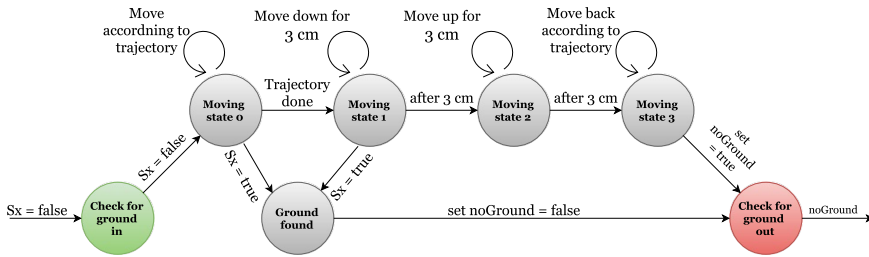 Move
accordning to
trajectory
Move down for
3 cm
Move up for
3 cm
Move back
according to
trajectory
Moving
state 0
Trajectory
done
Moving
state 1
after 3 cm
Moving
state 2
after 3 cm
Moving
state 3
Sx = false
Sx = true
Sx = true
set
noGround
= true
Sx = false
Check for
ground
in
Ground
found
set noGround = false
Check for
ground
out
noGround